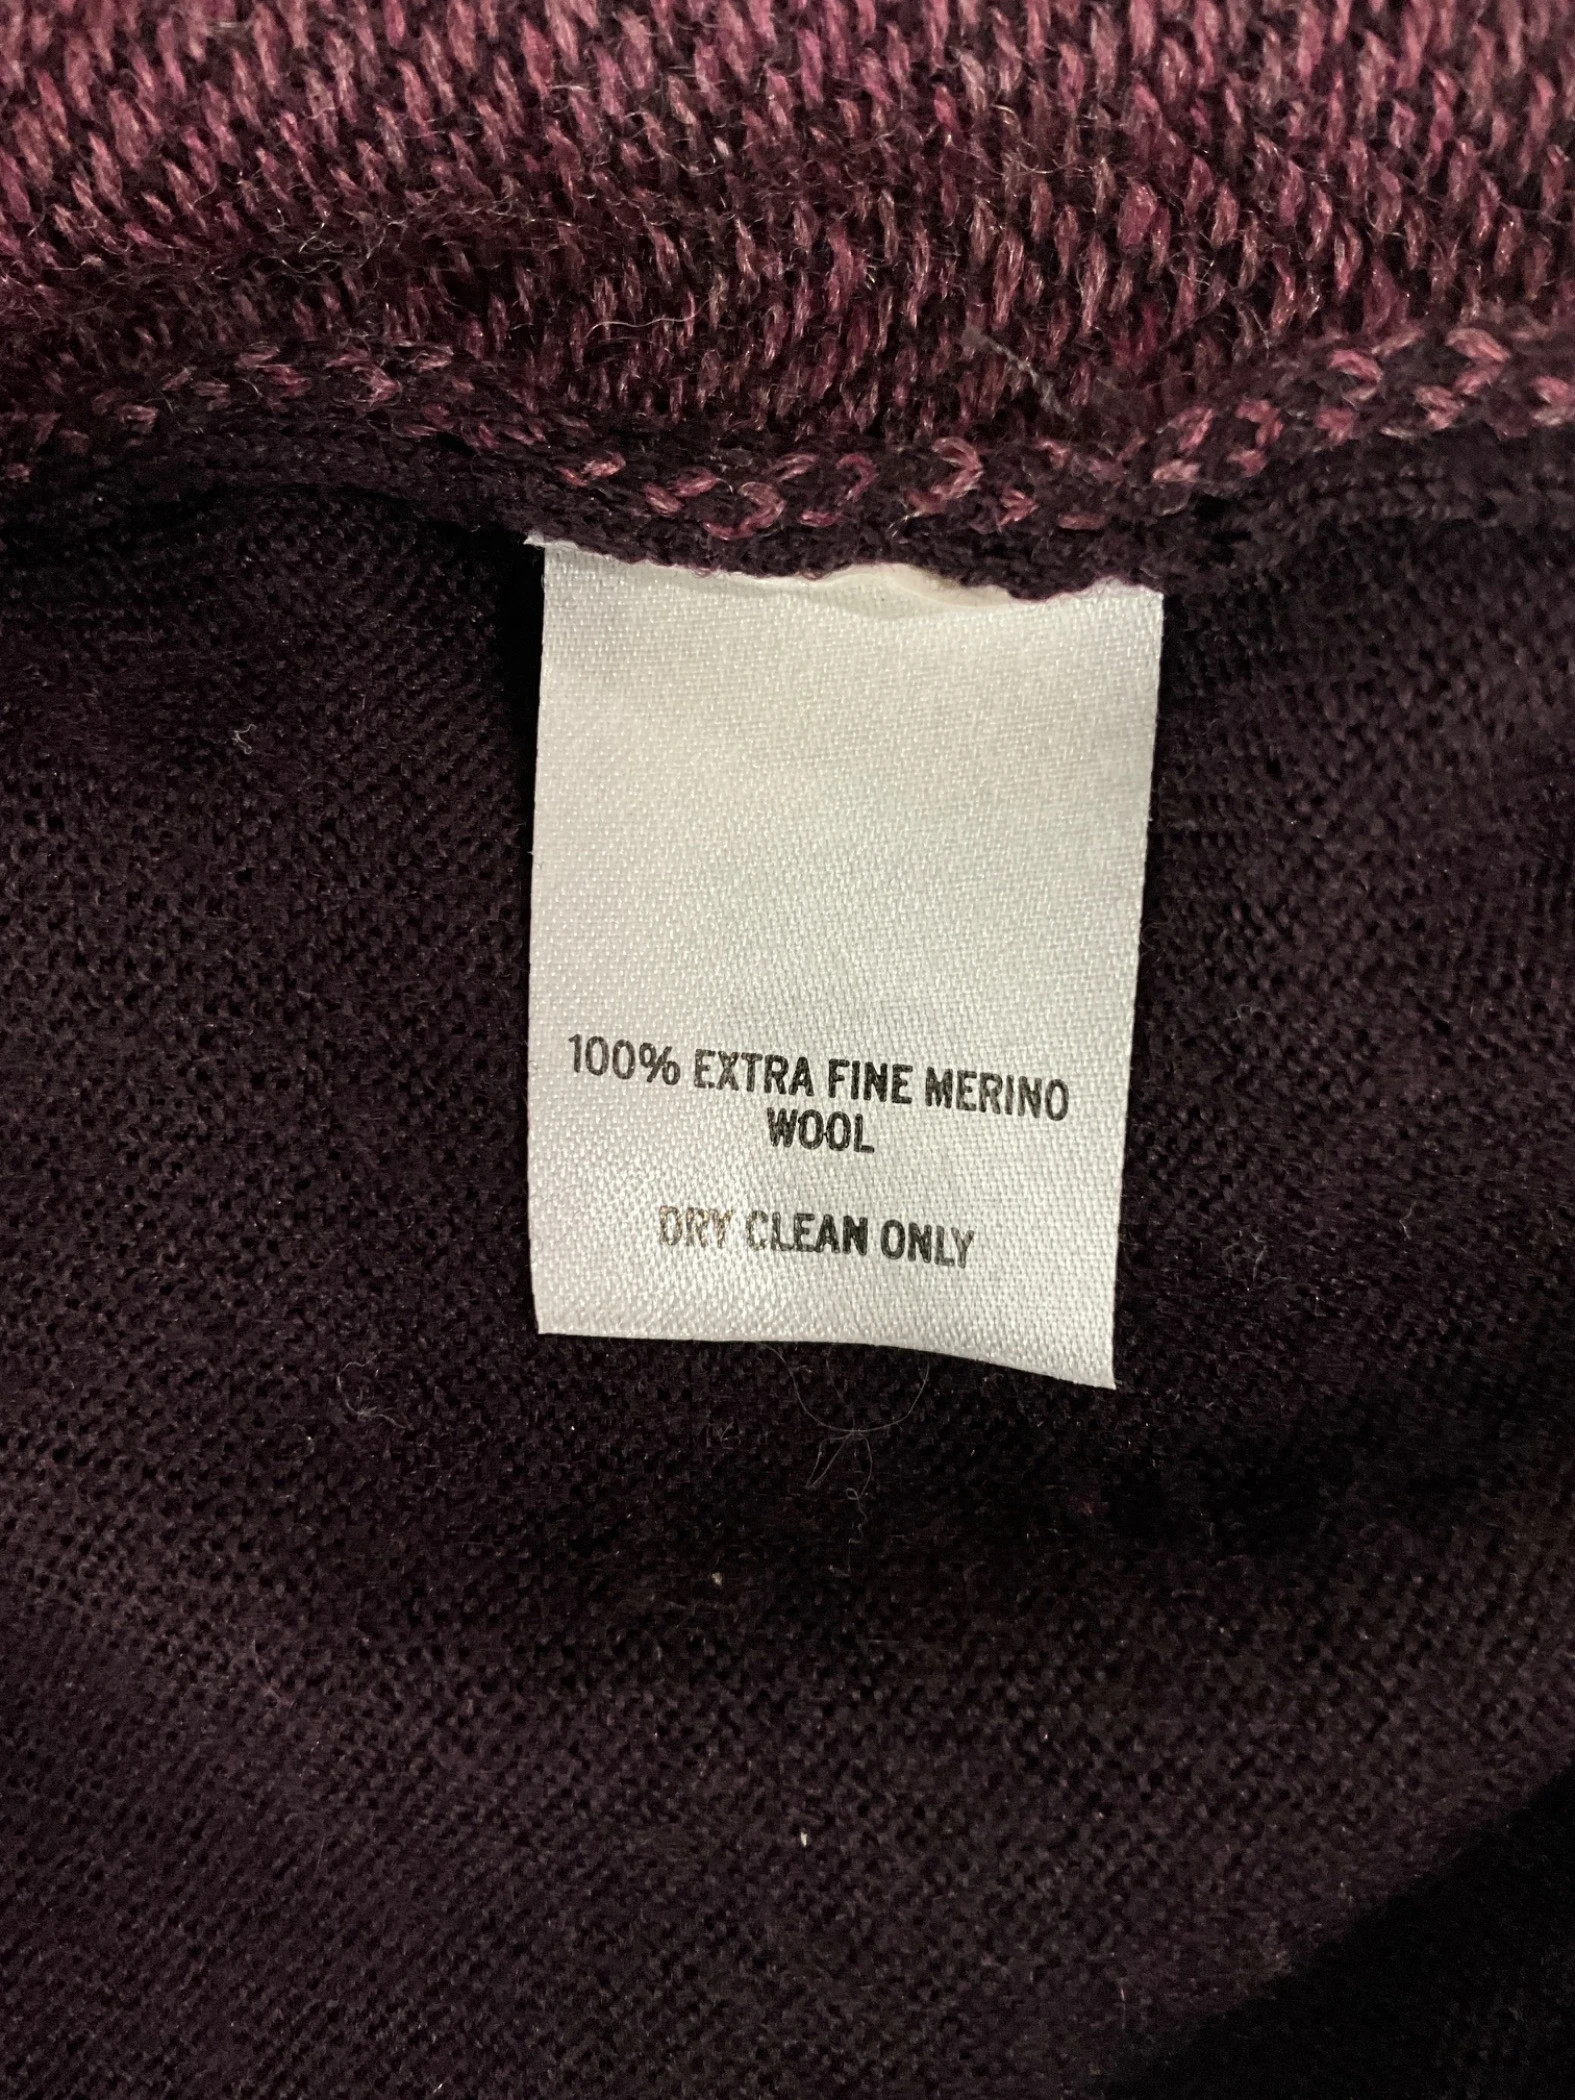 100% EXTRA FINE MERINO
WOOL
DRY CLEAN ONLY